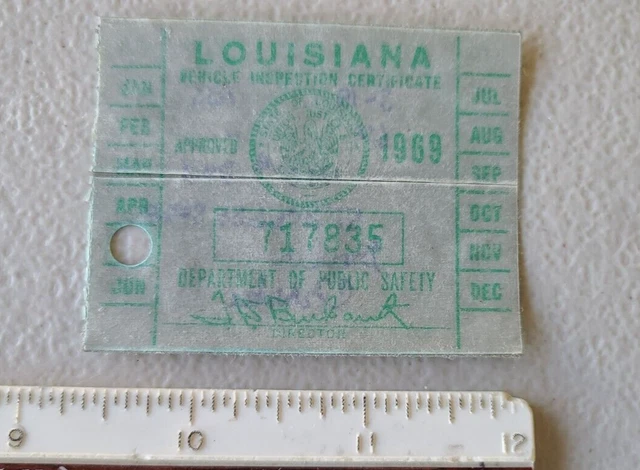 LOUISIANA
VEHICLE INSPECTION CERTIFICATE
JAN
FEB
MAR
APR
JUN
APPROVED
1969
717835
DEPARTMENT OF PUBLIC SAFETY
DIRECTOR
JUL
AUG
SEP
OCT
NOV
DEC
9
10
11
12